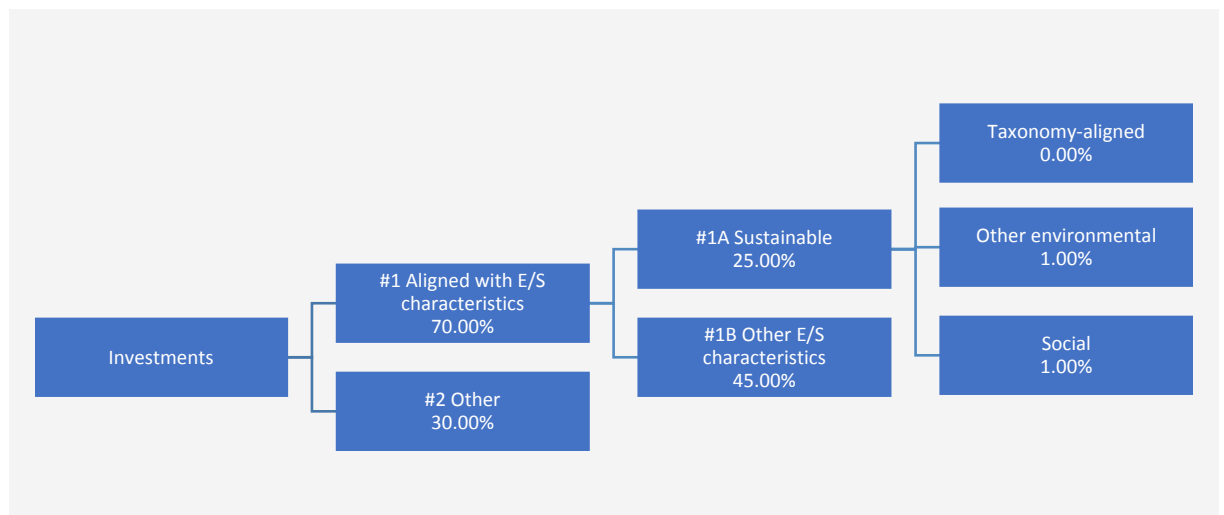 Investments
#1 Aligned with E/S
characteristics
70.00%
#2 Other
30.00%
#1A Sustainable
25.00%
#1B Other E/S
characteristics
45.00%
Taxonomy-aligned
0.00%
Other environmental
1.00%
Social
1.00%